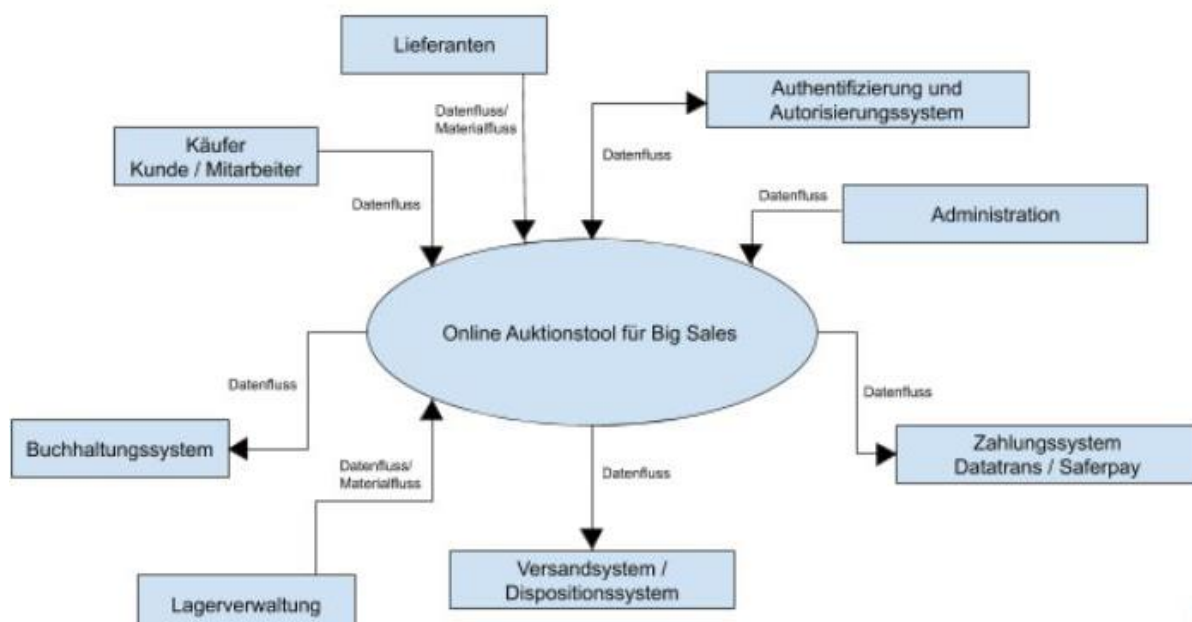 Lieferanten
Authentifizierung und
Autorisierungssystem
Datenfluss/
Materialfluss
Käufer
Kunde / Mitarbeiter
Datenfluss
Datenfluss
Datenfluss
Administration
Online Auktionstool für Big Sales
Datenfluss
Datenfluss
Buchhaltungssystem
Zahlungssystem
Datatrans / Saferpay
Datenfluss/
Materialfluss
Datenfluss
Versandsystem /
Dispositionssystem
Lagerverwaltung